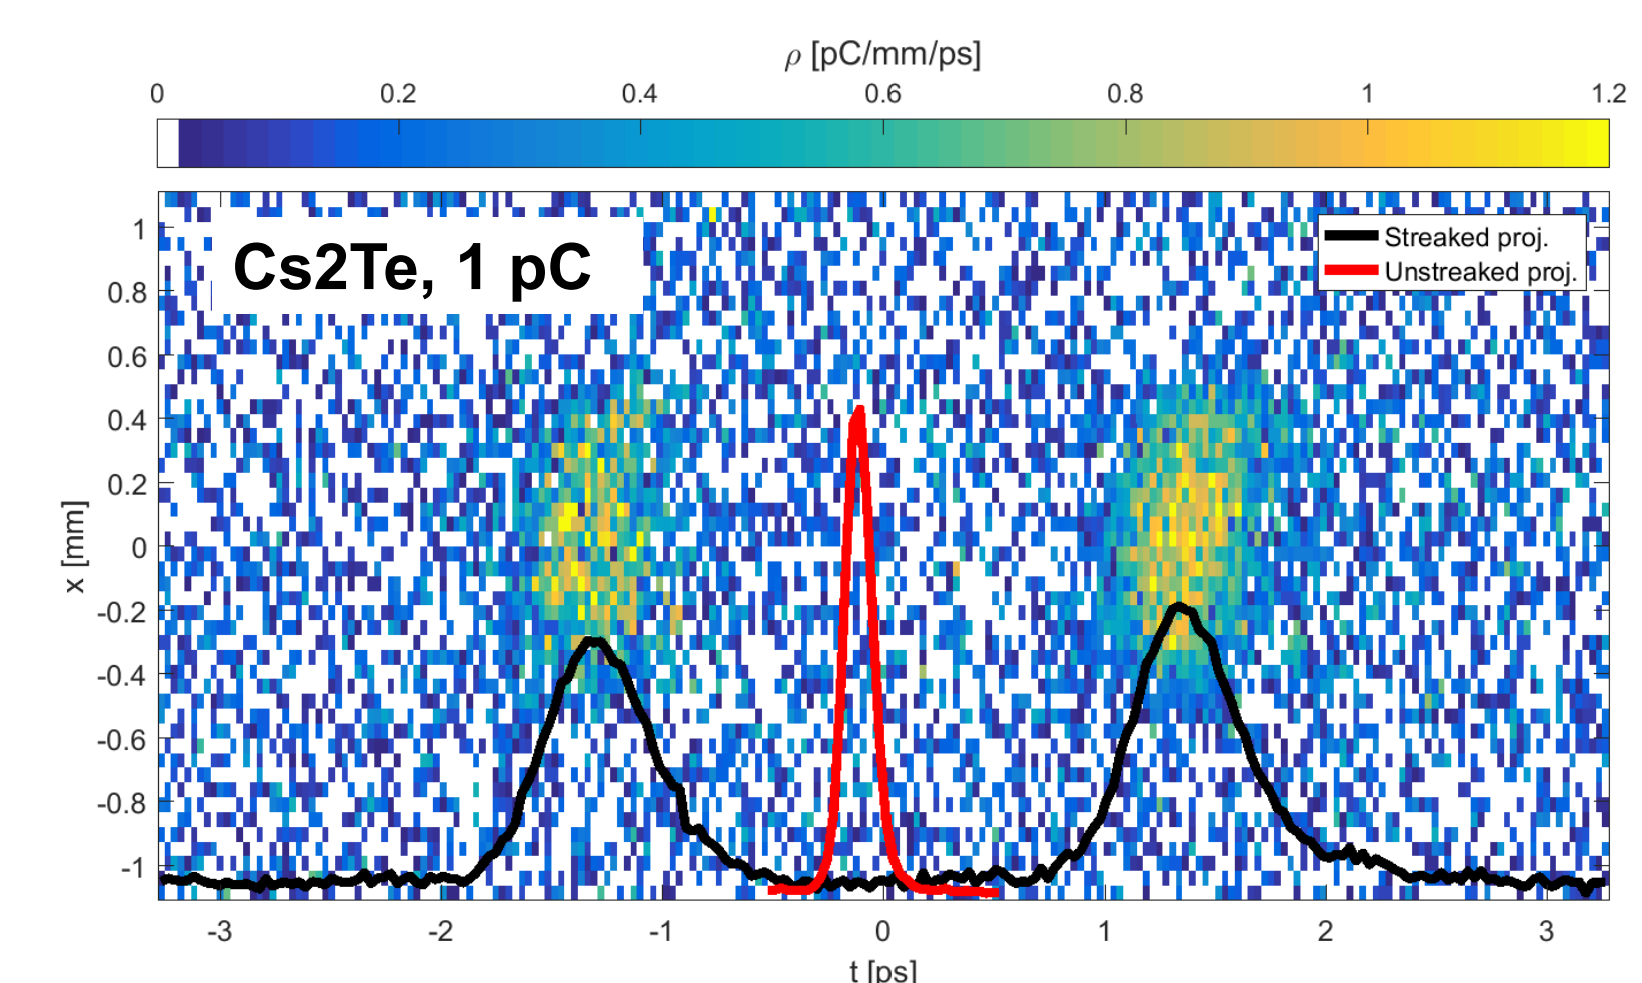 ρ [pC/mm/ps]
0 0.2 0.4 0.6 0.8 1 1.2
Cs2Te, 1 pC
Streaked proj.
Unstreaked proj.
1
0.8
0.6
0.4
0.2
0
-0.2
-0.4
-0.6
-0.8
-1
x [mm]
-3 -2 -1 0 1 2 3
t [ps]